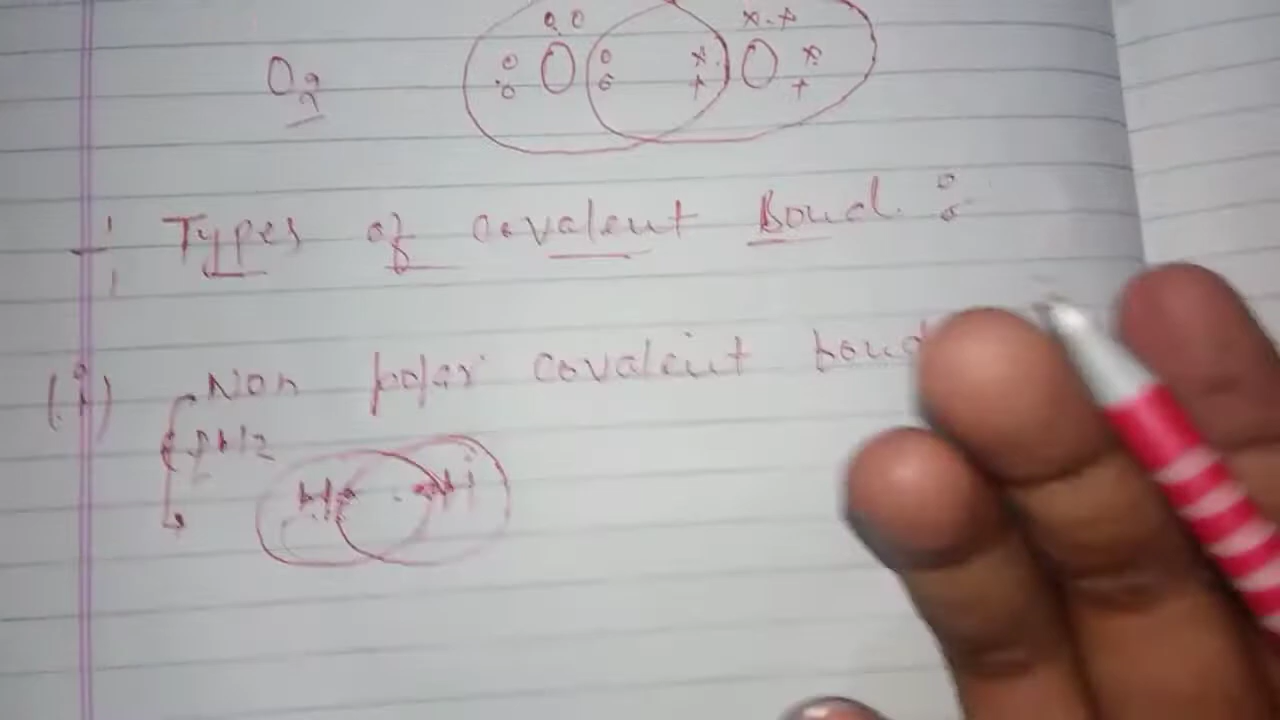 O2 O O
Types of covalent Bond :
(i) Non polar covalent bond
H2
H H